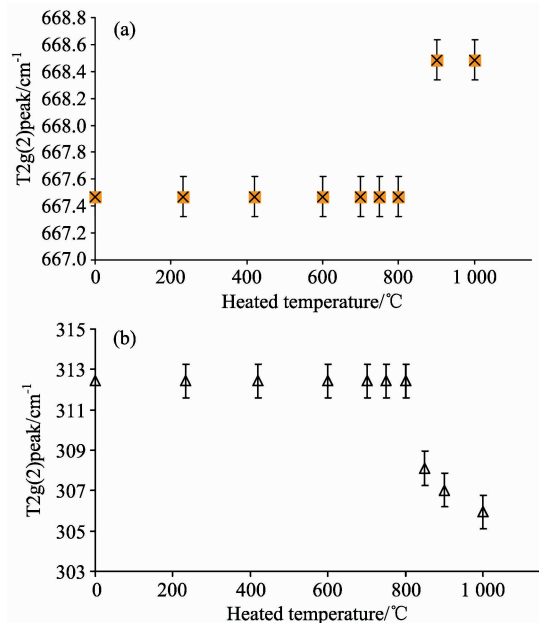 (a)
T2g(2)peak/cm-1
668.8
668.6
668.4
668.2
668.0
667.8
667.6
667.4
667.2
667.0
0 200 400 600 800 1 000
Heated temperature/℃
(b)
T2g(2)peak/cm-1
315
313
311
309
307
305
303
0 200 400 600 800 1 000
Heated temperature/℃